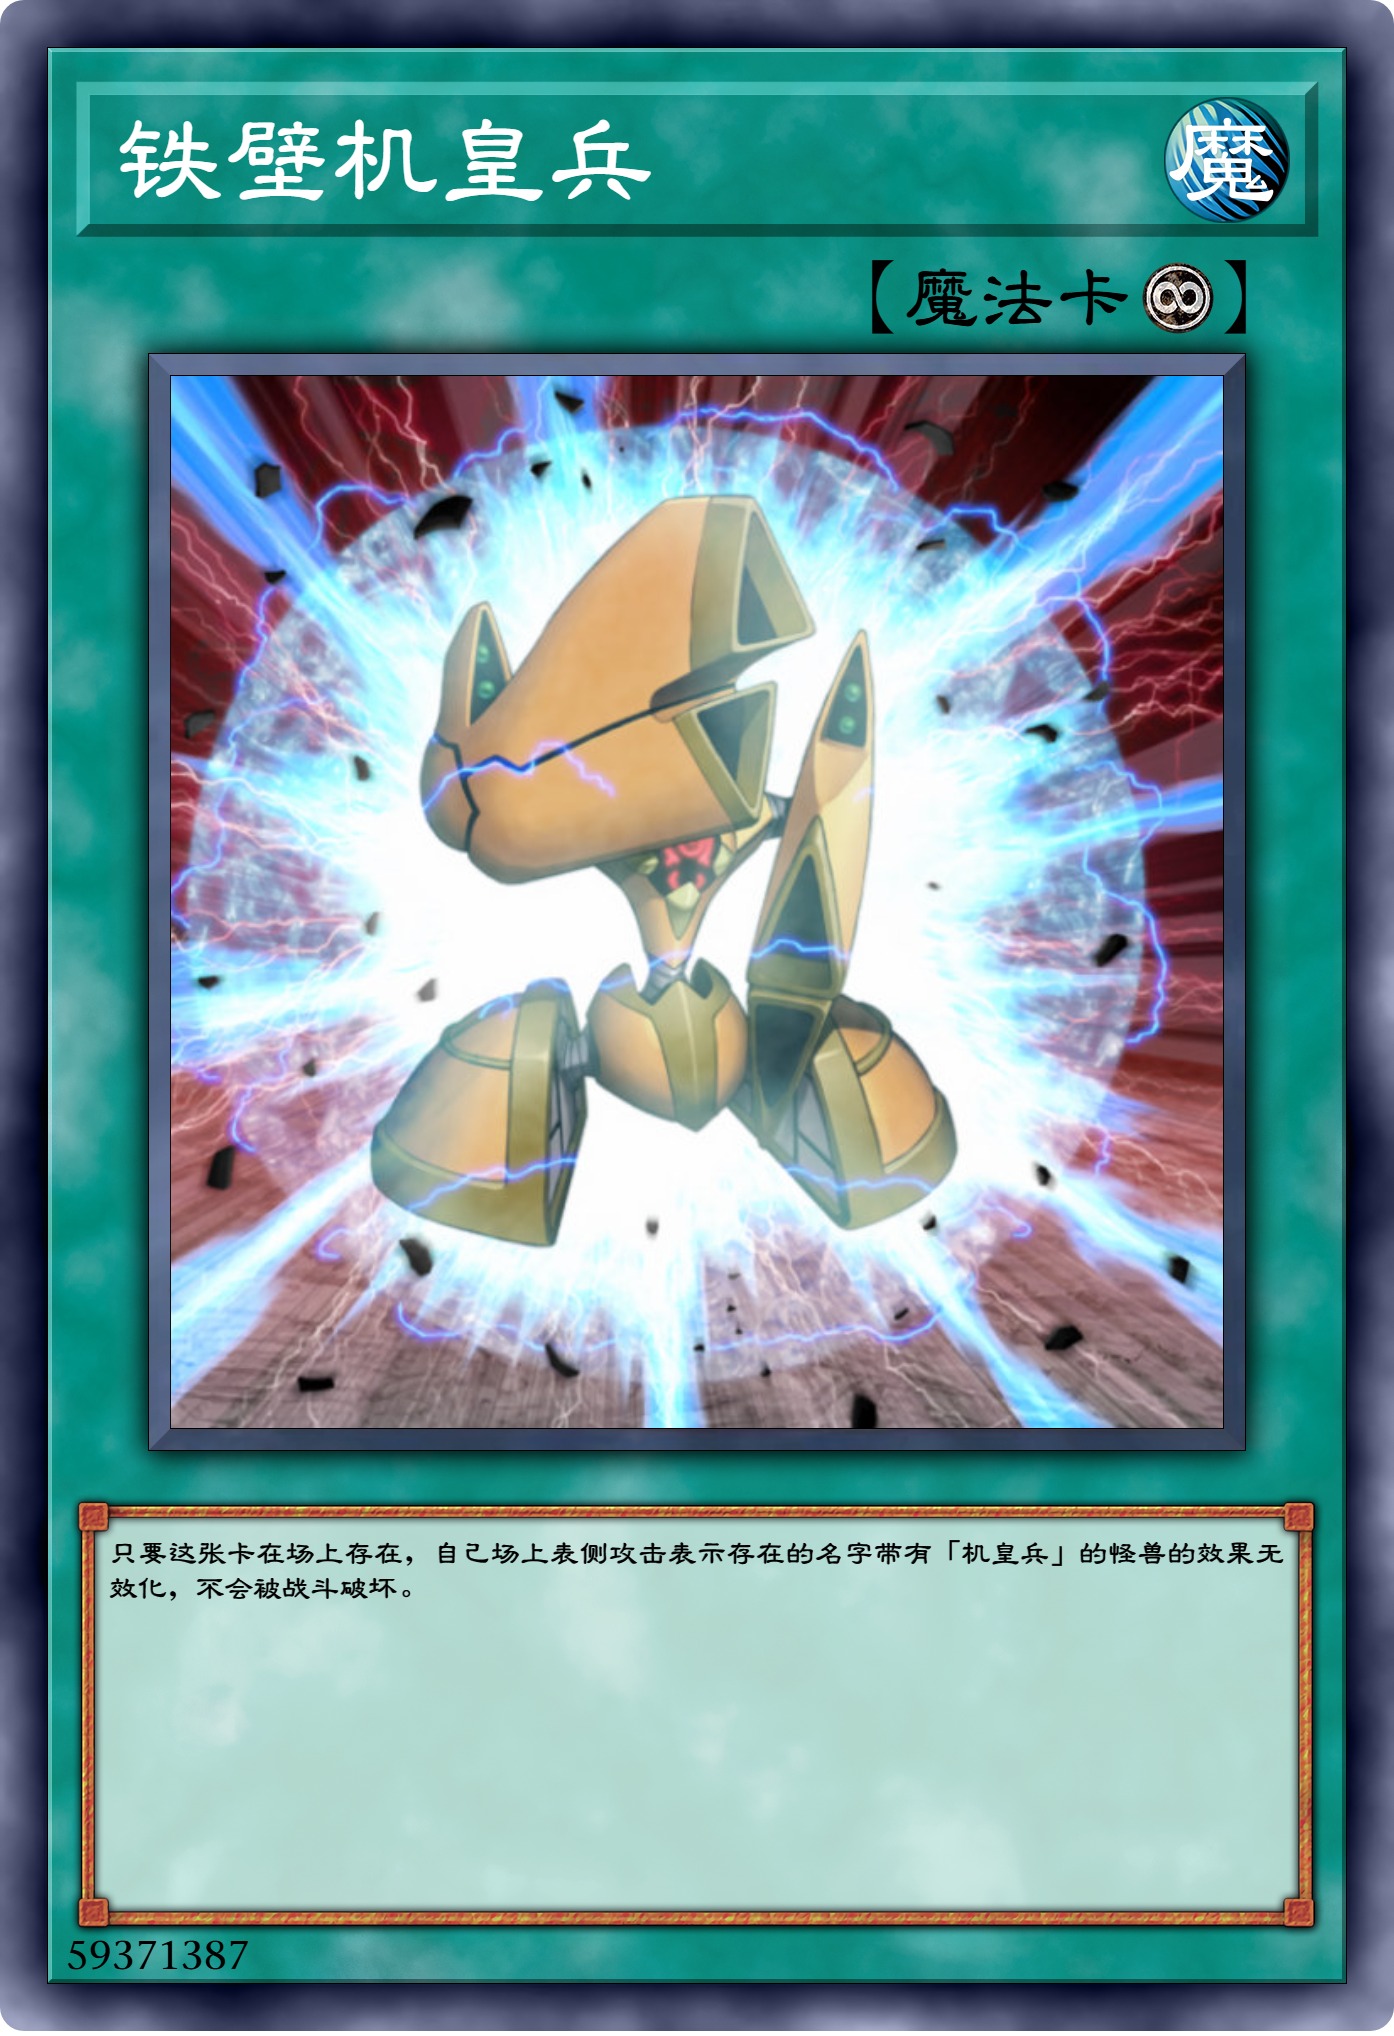 铁壁机皇兵
魔
【魔法卡♾】
只要这张卡在场上存在，自己场上表侧攻击表示存在的名字带有「机皇兵」的怪兽的效果无
效化，不会被战斗破坏。
59371387